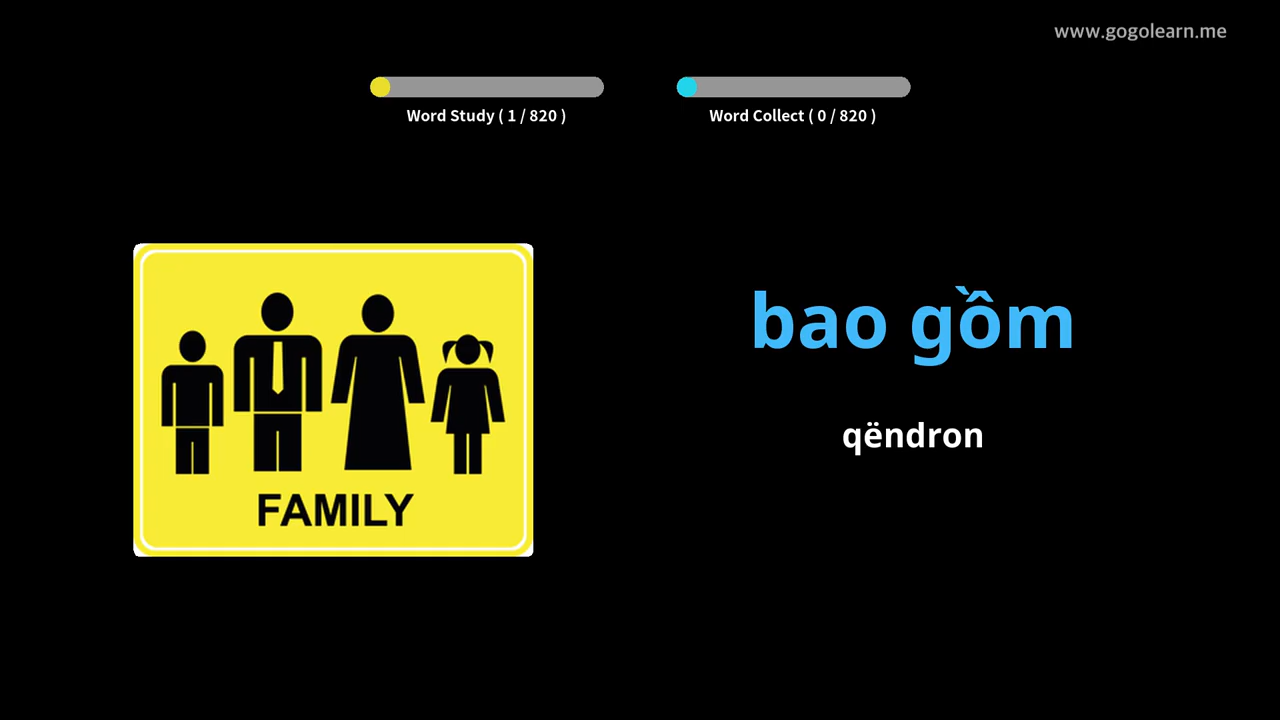 www.gogolearn.me
Word Study ( 1 / 820 )
Word Collect ( 0 / 820 )
bao gồm
qëndron
FAMILY